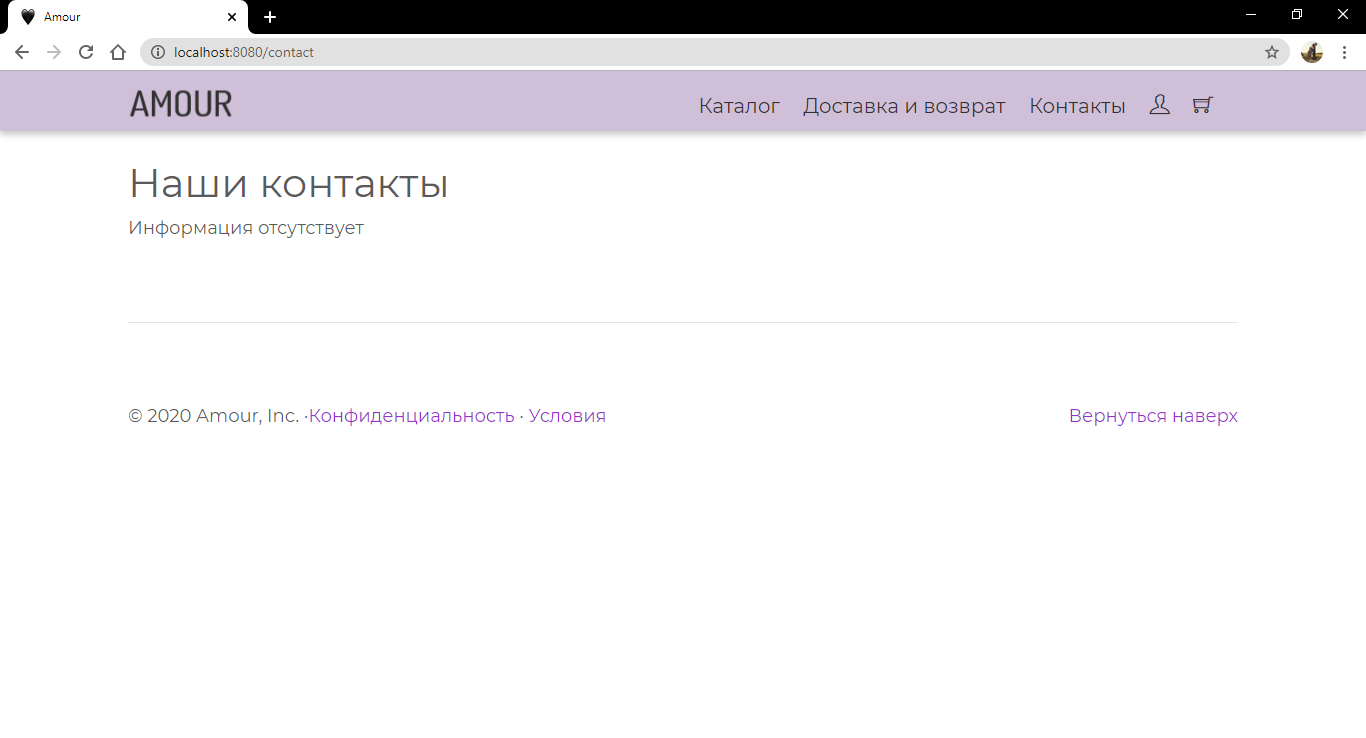 Amour
localhost:8080/contact
AMOUR Каталог Доставка и возврат Контакты
Наши контакты
Информация отсутствует
© 2020 Amour, Inc. ·Конфиденциальность · Условия Вернуться наверх